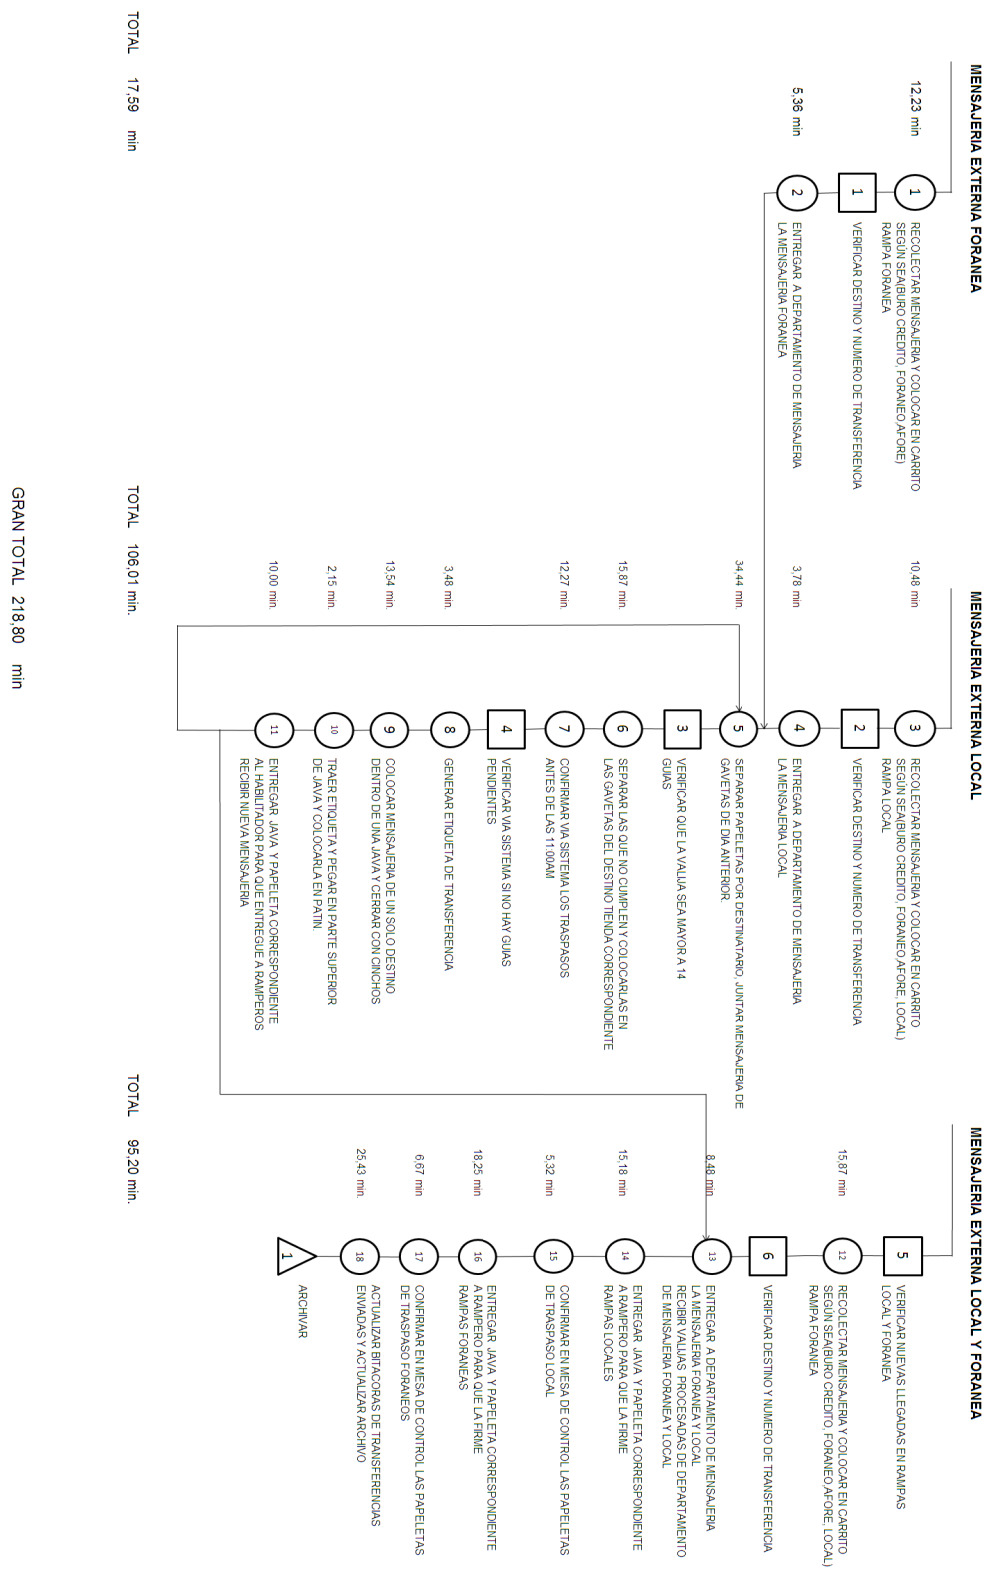 MENSAJERIA EXTERNA FORANEA
12,23 min
1
RECOLECTAR MENSAJERIA Y COLOCAR EN CARRITO
SEGÚN SEA(BURO CREDITO, FORANEO,AFORE)
RAMPA FORANEA
1
VERIFICAR DESTINO Y NUMERO DE TRANSFERENCIA
5,36 min
2
ENTREGAR A DEPARTAMENTO DE MENSAJERIA
LA MENSAJERIA FORANEA
TOTAL 17,59 min
MENSAJERIA EXTERNA LOCAL
10,48 min
3
RECOLECTAR MENSAJERIA Y COLOCAR EN CARRITO
SEGÚN SEA(BURO CREDITO, FORANEO,AFORE, LOCAL)
RAMPA LOCAL
2
VERIFICAR DESTINO Y NUMERO DE TRANSFERENCIA
3,78 min
4
ENTREGAR A DEPARTAMENTO DE MENSAJERIA
LA MENSAJERIA LOCAL
34,44 min.
5
SEPARAR PAPELETAS POR DESTINATARIO, JUNTAR MENSAJERIA DE
GAVETAS DE DIA ANTERIOR.
3
VERIFICAR QUE LA VALIJA SEA MAYOR A 14
GUIAS
15,87 min.
6
SEPARAR LAS QUE NO CUMPLEN Y COLOCARLAS EN
LAS GAVETAS DEL DESTINO TIENDA CORRESPONDIENTE
12,27 min.
7
CONFIRMAR VIA SISTEMA LOS TRASPASOS
ANTES DE LAS 11:00AM
4
VERIFICAR VIA SISTEMA SI NO HAY GUIAS
PENDIENTES
3,48 min.
8
GENERAR ETIQUETA DE TRANSFERENCIA
13,54 min.
9
COLOCAR MENSAJERIA DE UN SOLO DESTINO
DENTRO DE UNA JAVA Y CERRAR CON CINCHOS
2,15 min.
10
TRAER ETIQUETA Y PEGAR EN PARTE SUPERIOR
DE JAVA Y COLOCARLA EN PATIN.
10,00 min.
11
ENTREGAR JAVA Y PAPELETA CORRESPONDIENTE
AL HABILITADOR PARA QUE ENTREGUE A RAMPEROS
RECIBIR NUEVA MENSAJERIA
TOTAL 106,01 min.
MENSAJERIA EXTERNA LOCAL Y FORANEA
5
VERIFICAR NUEVAS LLEGADAS EN RAMPAS
LOCAL Y FORANEA
15,87 min
12
RECOLECTAR MENSAJERIA Y COLOCAR EN CARRITO
SEGÚN SEA(BURO CREDITO, FORANEO,AFORE, LOCAL)
RAMPA FORANEA
6
VERIFICAR DESTINO Y NUMERO DE TRANSFERENCIA
8,48 min.
13
ENTREGAR A DEPARTAMENTO DE MENSAJERIA
LA MENSAJERIA FORANEA Y LOCAL
RECIBIR VALIJAS PROCESADAS DE DEPARTAMENTO
DE MENSAJERIA FORANEA Y LOCAL
15,18 min.
14
ENTREGAR JAVA Y PAPELETA CORRESPONDIENTE
A RAMPERO PARA QUE LA FIRME
RAMPAS LOCALES
5,32 min.
15
CONFIRMAR EN MESA DE CONTROL LAS PAPELETAS
DE TRASPASO LOCAL
18,25 min.
16
ENTREGAR JAVA Y PAPELETA CORRESPONDIENTE
A RAMPERO PARA QUE LA FIRME
RAMPAS FORANEAS
6,67 min.
17
CONFIRMAR EN MESA DE CONTROL LAS PAPELETAS
DE TRASPASO FORANEOS
25,43 min.
18
ACTUALIZAR BITACORAS DE TRANSFERENCIAS
ENVIADAS Y ACTUALIZAR ARCHIVO
1
ARCHIVAR
TOTAL 95,20 min.
GRAN TOTAL 218,80 min